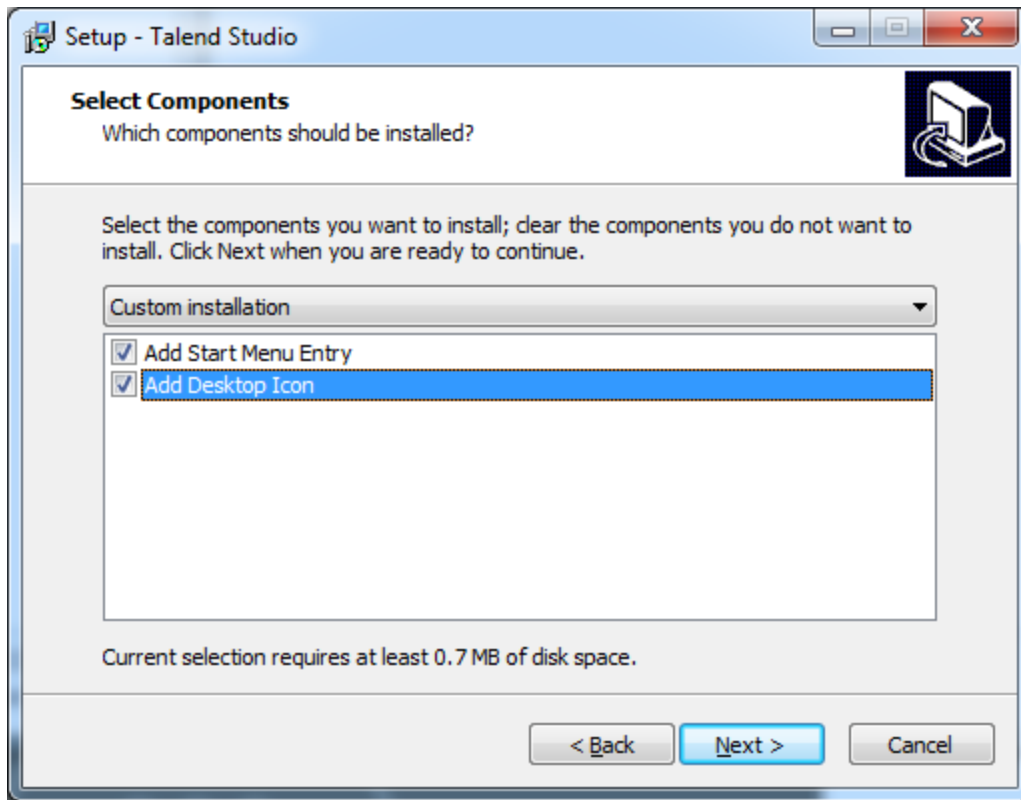 Setup - Talend Studio
Select Components
Which components should be installed?
Select the components you want to install; clear the components you do not want to
install. Click Next when you are ready to continue.
Custom installation
Add Start Menu Entry
Add Desktop Icon
Current selection requires at least 0.7 MB of disk space.
< Back
Next >
Cancel